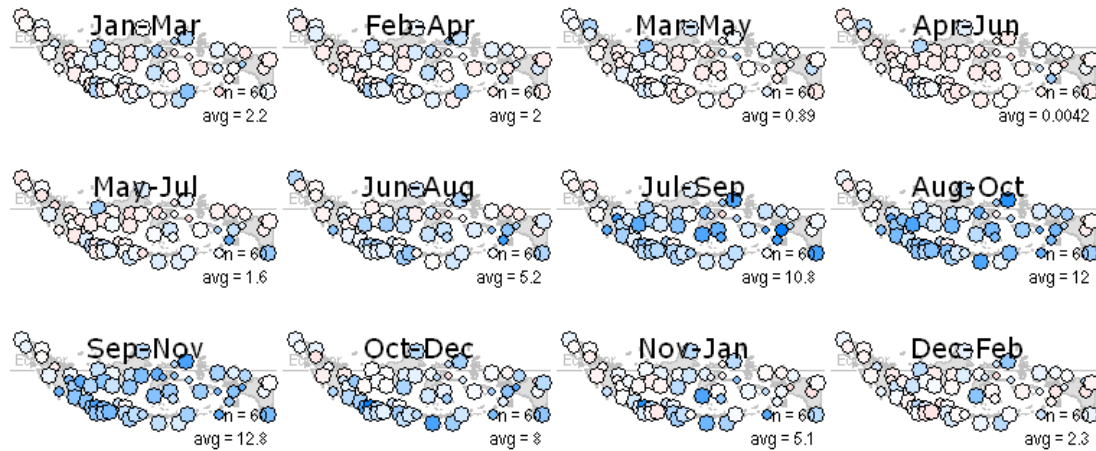 Jan-Mar
n = 60
avg = 2.2
Feb-Apr
n = 60
avg = 2
Mar-May
n = 60
avg = 0.89
Apr-Jun
n = 60
avg = 0.0042
May-Jul
n = 60
avg = 1.6
Jun-Aug
n = 60
avg = 5.2
Jul-Sep
n = 60
avg = 10.8
Aug-Oct
n = 60
avg = 12
Sep-Nov
n = 60
avg = 12.8
Oct-Dec
n = 60
avg = 8
Nov-Jan
n = 60
avg = 5.1
Dec-Feb
n = 60
avg = 2.3